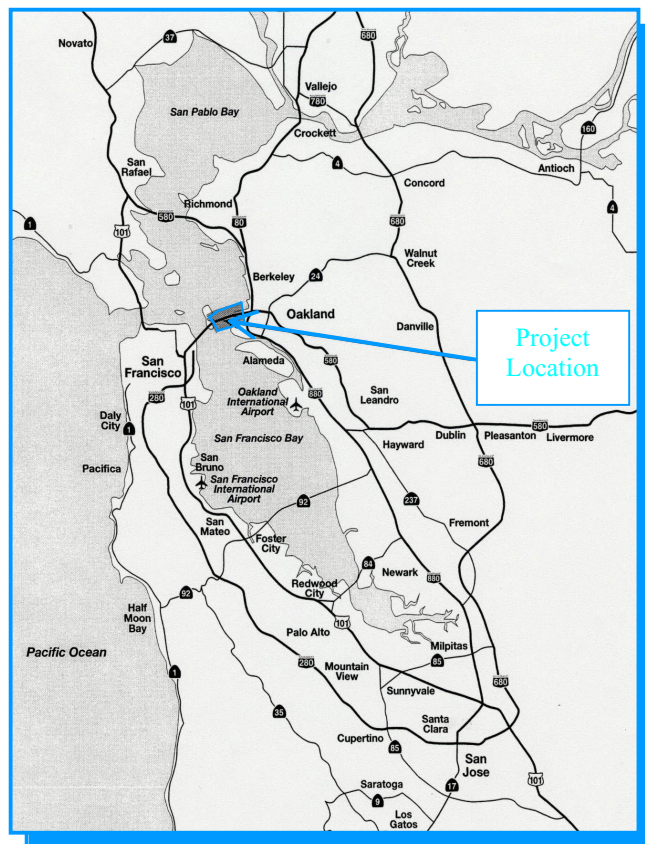 Novato
37
680
Vallejo
780
San Pablo Bay
Crockett
160
San
Rafael
4
Antioch
Concord
Richmond
580
80
680
4
1
101
Walnut
Creek
Berkeley
24
Oakland
Danville
Project
Location
San
Francisco
Alameda
580
280
101
Oakland
International
Airport
880
San
Leandro
Daly
City
1
San Francisco Bay
Hayward
Dublin
Pleasanton
580
Livermore
Pacifica
San
Bruno
San Francisco
International
Airport
680
92
237
San
Mateo
Foster
City
Fremont
84
Newark
880
Redwood
City
92
Half
Moon
Bay
101
Palo Alto
Milpitas
Pacific Ocean
280
Mountain
View
85
1
Sunnyvale
680
35
Santa
Clara
Cupertino
85
San
Jose
101
Saratoga
17
9
Los
Gatos